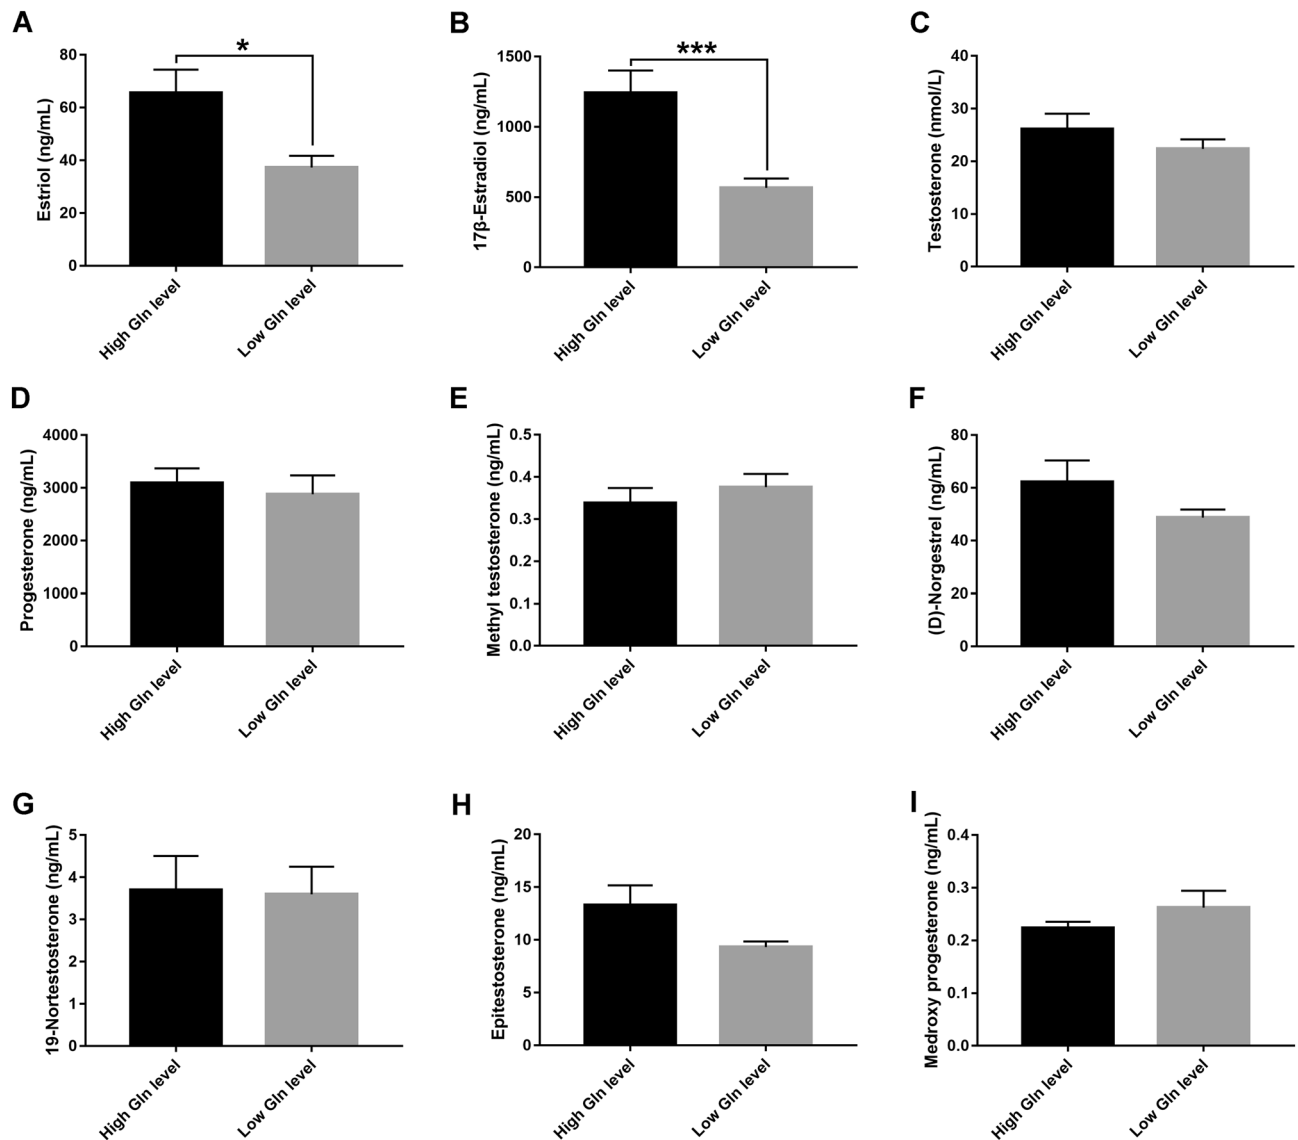 A
*
Estriol (ng/mL)
80
60
40
20
0
High Gln level
Low Gln level
B
***
17β-Estradiol (ng/mL)
1500
1000
500
0
High Gln level
Low Gln level
C
Testosterone (nmol/L)
40
30
20
10
0
High Gln level
Low Gln level
D
Progesterone (ng/mL)
4000
3000
2000
1000
0
High Gln level
Low Gln level
E
Methyl testosterone (ng/mL)
0.5
0.4
0.3
0.2
0.1
0.0
High Gln level
Low Gln level
F
(D)-Norgestrel (ng/mL)
80
60
40
20
0
High Gln level
Low Gln level
G
19-Nortestosterone (ng/mL)
5
4
3
2
1
0
High Gln level
Low Gln level
H
Epitestosterone (ng/mL)
20
15
10
5
0
High Gln level
Low Gln level
I
Medroxy progesterone (ng/mL)
0.4
0.3
0.2
0.1
0.0
High Gln level
Low Gln level